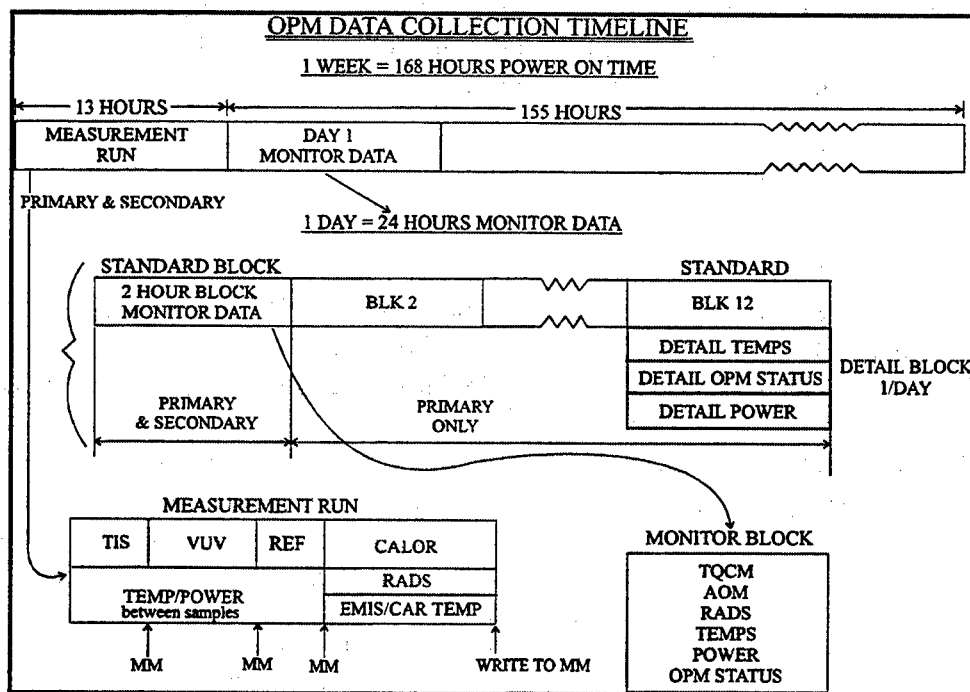 OPM DATA COLLECTION TIMELINE
1 WEEK = 168 HOURS POWER ON TIME
13 HOURS
155 HOURS
MEASUREMENT
RUN
DAY 1
MONITOR DATA
PRIMARY & SECONDARY
1 DAY = 24 HOURS MONITOR DATA
STANDARD BLOCK
STANDARD
2 HOUR BLOCK
MONITOR DATA
BLK 2
BLK 12
DETAIL TEMPS
DETAIL OPM STATUS
DETAIL POWER
DETAIL BLOCK
1/DAY
PRIMARY
& SECONDARY
PRIMARY
ONLY
MEASUREMENT RUN
TIS
VUV
REF
CALOR
RADS
EMIS/CAR TEMP
TEMP/POWER
between samples
MM
MM
MM
WRITE TO MM
MONITOR BLOCK
TQCM
AOM
RADS
TEMPS
POWER
OPM STATUS